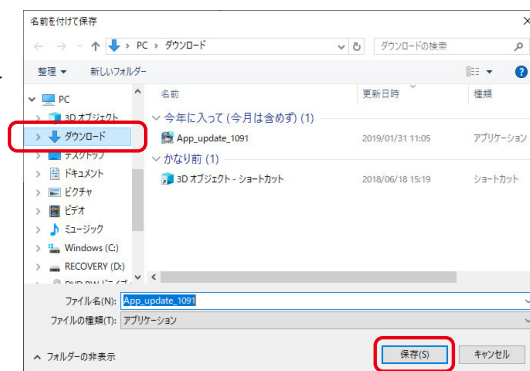 名前を付けて保存
PC › ダウンロード
ダウンロードの検索
整理 新しいフォルダー
名前 更新日時 種類
PC
3D オブジェクト
ダウンロード
デスクトップ
ドキュメント
ピクチャ
ビデオ
ミュージック
Windows (C:)
RECOVERY (D:)
今年に入って (今月は含めず) (1)
App_update_1091 2019/01/31 11:05 アプリケーション
かなり前 (1)
3D オブジェクト - ショートカット 2018/06/18 15:19 ショートカット
ファイル名(N): App_update_1091
ファイルの種類(T): アプリケーション
フォルダーの非表示
保存(S) キャンセル